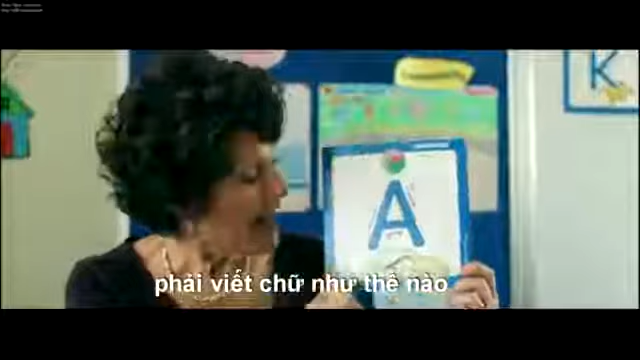 K
A
phải viết chữ như thế nào